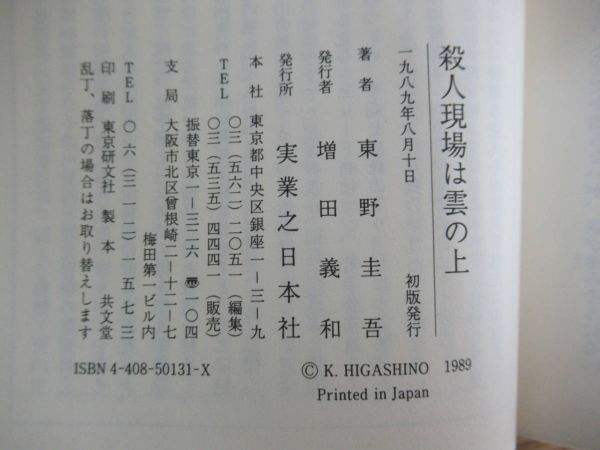 殺人現場は雲の上
一九八九年八月十日 初版発行
著者 東野圭吾
発行者 増田義和
発行所 実業之日本社
本社 東京都中央区銀座一―三―九
TEL 〇三(五六二)二〇五一(編集)
〇三(五三五)四四四一(販売)
振替東京一―三二六 〠一〇四
支局 大阪市北区曾根崎二―十二―七
梅田第一ビル内
TEL 〇六(三一二)一五七三
印刷 東京研文社 製本 共文堂
乱丁、落丁の場合はお取り替えします
© K. HIGASHINO 1989
Printed in Japan
ISBN 4-408-50131-X